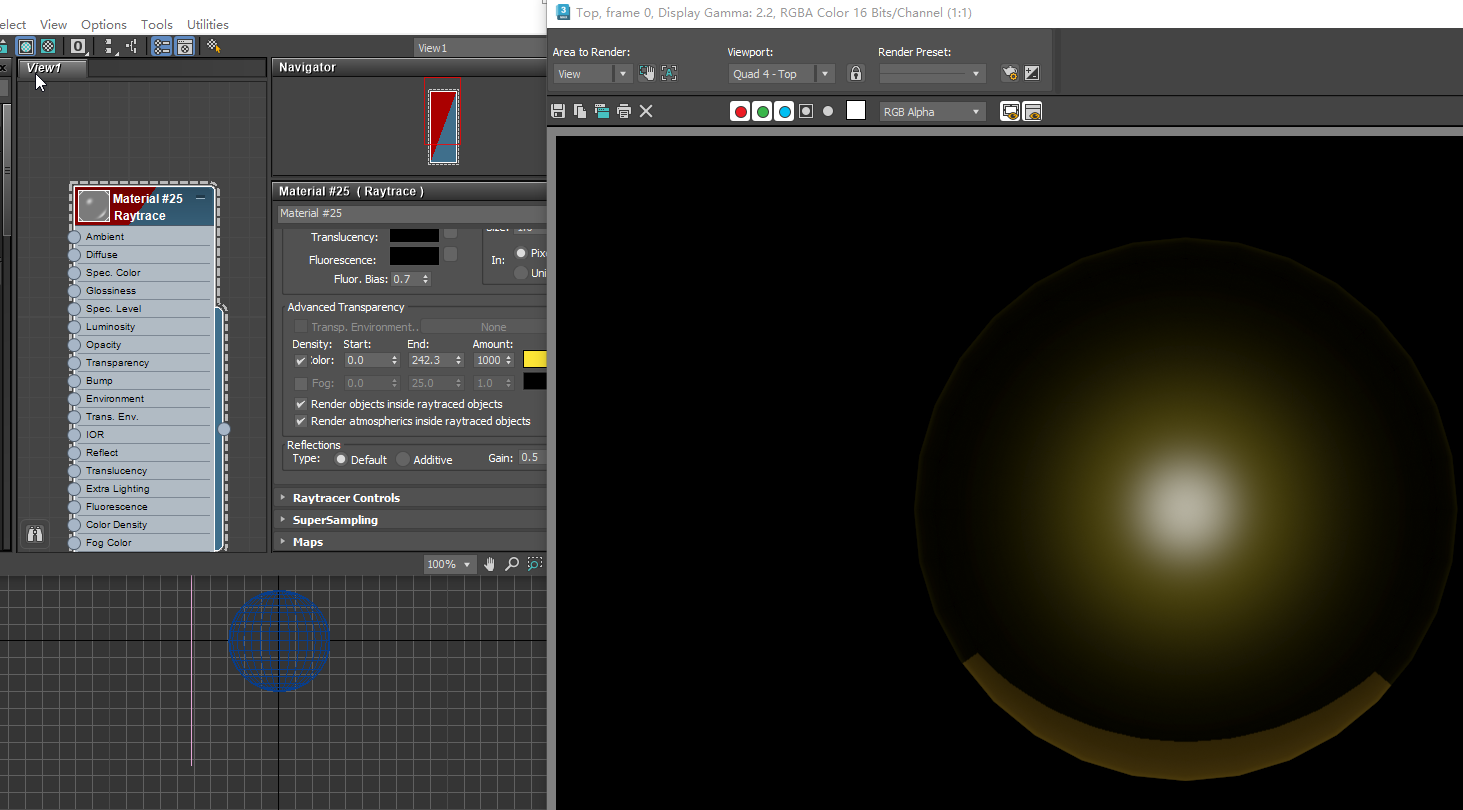 elect View Options Tools Utilities
View1
View1
Navigator
Material #25
Raytrace
Ambient
Diffuse
Spec. Color
Glossiness
Spec. Level
Luminosity
Opacity
Transparency
Bump
Environment
Trans. Env.
IOR
Reflect
Translucency
Extra Lighting
Fluorescence
Color Density
Fog Color
Material #25 ( Raytrace )
Material #25
Translucency:
Fluorescence:
Fluor. Bias: 0.7
In: Pixe
Uni
Advanced Transparency
Transp. Environment.. None
Density: Start: End: Amount:
Color: 0.0 242.3 1000
Fog: 0.0 25.0 1.0
Render objects inside raytraced objects
Render atmospherics inside raytraced objects
Reflections
Type: Default Additive Gain: 0.5
Raytracer Controls
SuperSampling
Maps
100%
3 Top, frame 0, Display Gamma: 2.2, RGBA Color 16 Bits/Channel (1:1)
Area to Render: Viewport: Render Preset:
View Quad 4 - Top
RGB Alpha